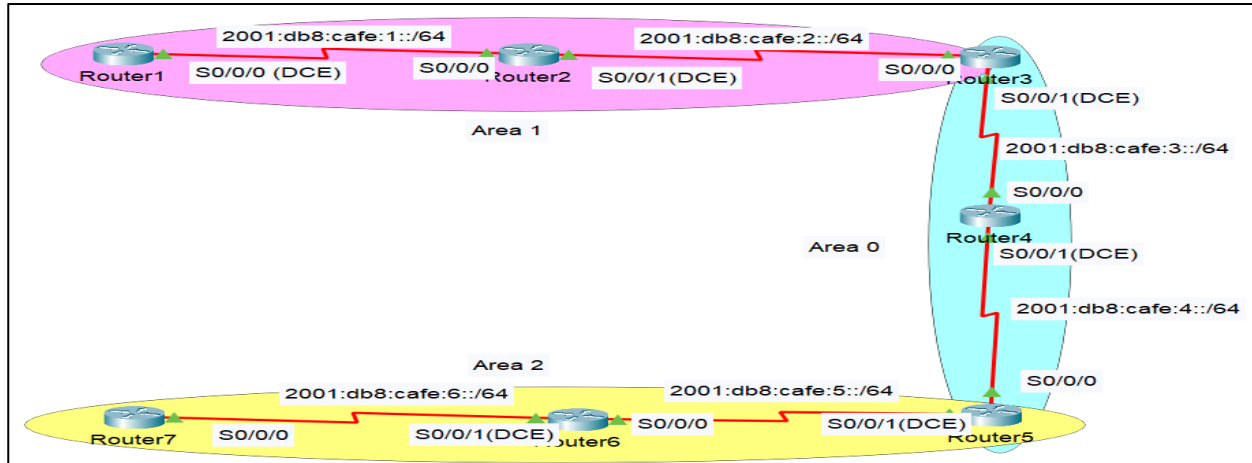 2001:db8:cafe:1::/64
2001:db8:cafe:2::/64
Router1
S0/0/0 (DCE)
S0/0/0
Router2
S0/0/1(DCE)
S0/0/0
Router3
Area 1
S0/0/1(DCE)
2001:db8:cafe:3::/64
S0/0/0
Router4
Area 0
S0/0/1(DCE)
2001:db8:cafe:4::/64
Area 2
S0/0/0
2001:db8:cafe:6::/64
2001:db8:cafe:5::/64
Router7
S0/0/0
S0/0/1(DCE)
Router6
S0/0/0
S0/0/1(DCE)
Router5